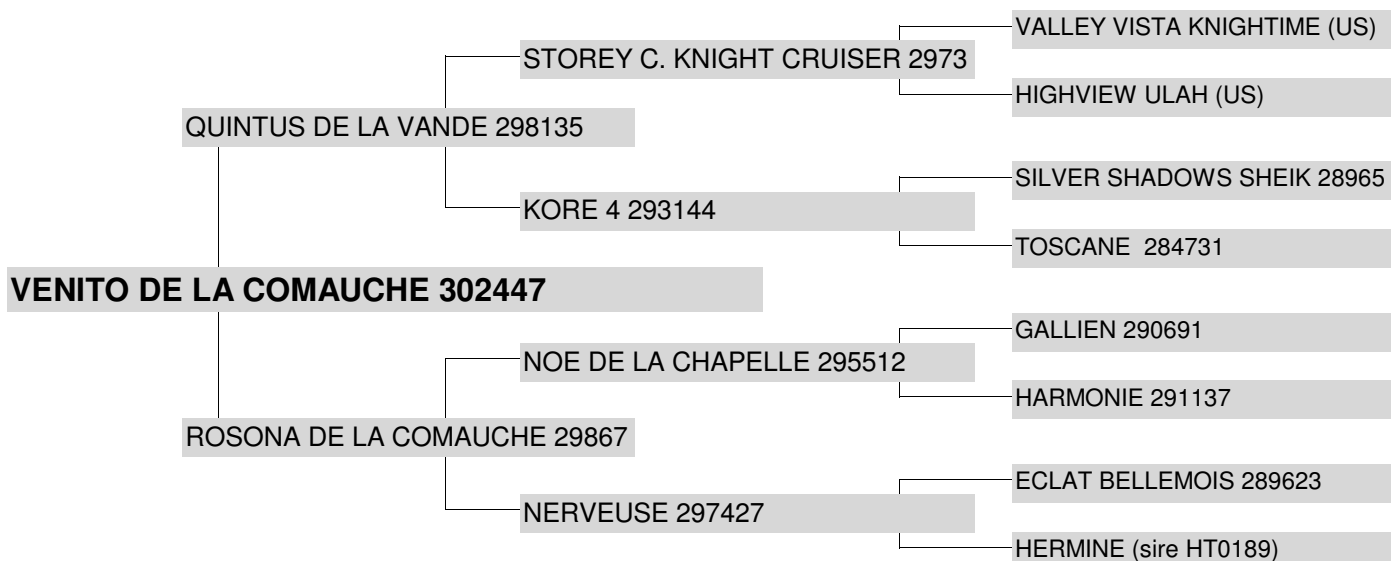 VALLEY VISTA KNIGHTIME (US)
STOREY C. KNIGHT CRUISER 2973
HIGHVIEW ULAH (US)
QUINTUS DE LA VANDE 298135
SILVER SHADOWS SHEIK 28965
KORE 4 293144
TOSCANE 284731
VENITO DE LA COMAUCHE 302447
GALLIEN 290691
NOE DE LA CHAPELLE 295512
HARMONIE 291137
ROSONA DE LA COMAUCHE 29867
ECLAT BELLEMOIS 289623
NERVEUSE 297427
HERMINE (sire HT0189)